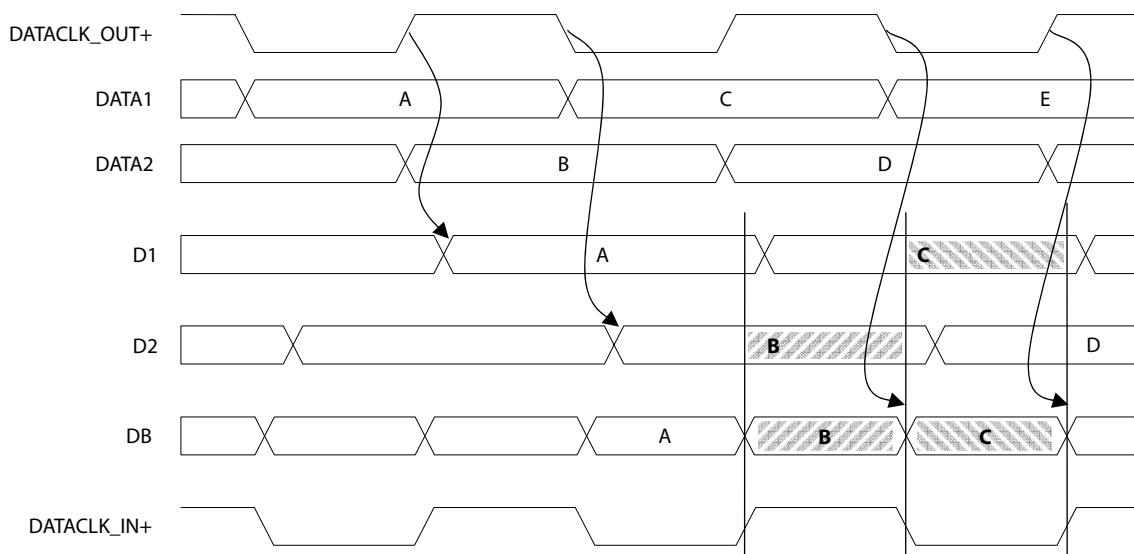 DATACLK_OUT+
DATA1 A C E
DATA2 B D
D1 A C
D2 B D
DB A B C
DATACLK_IN+